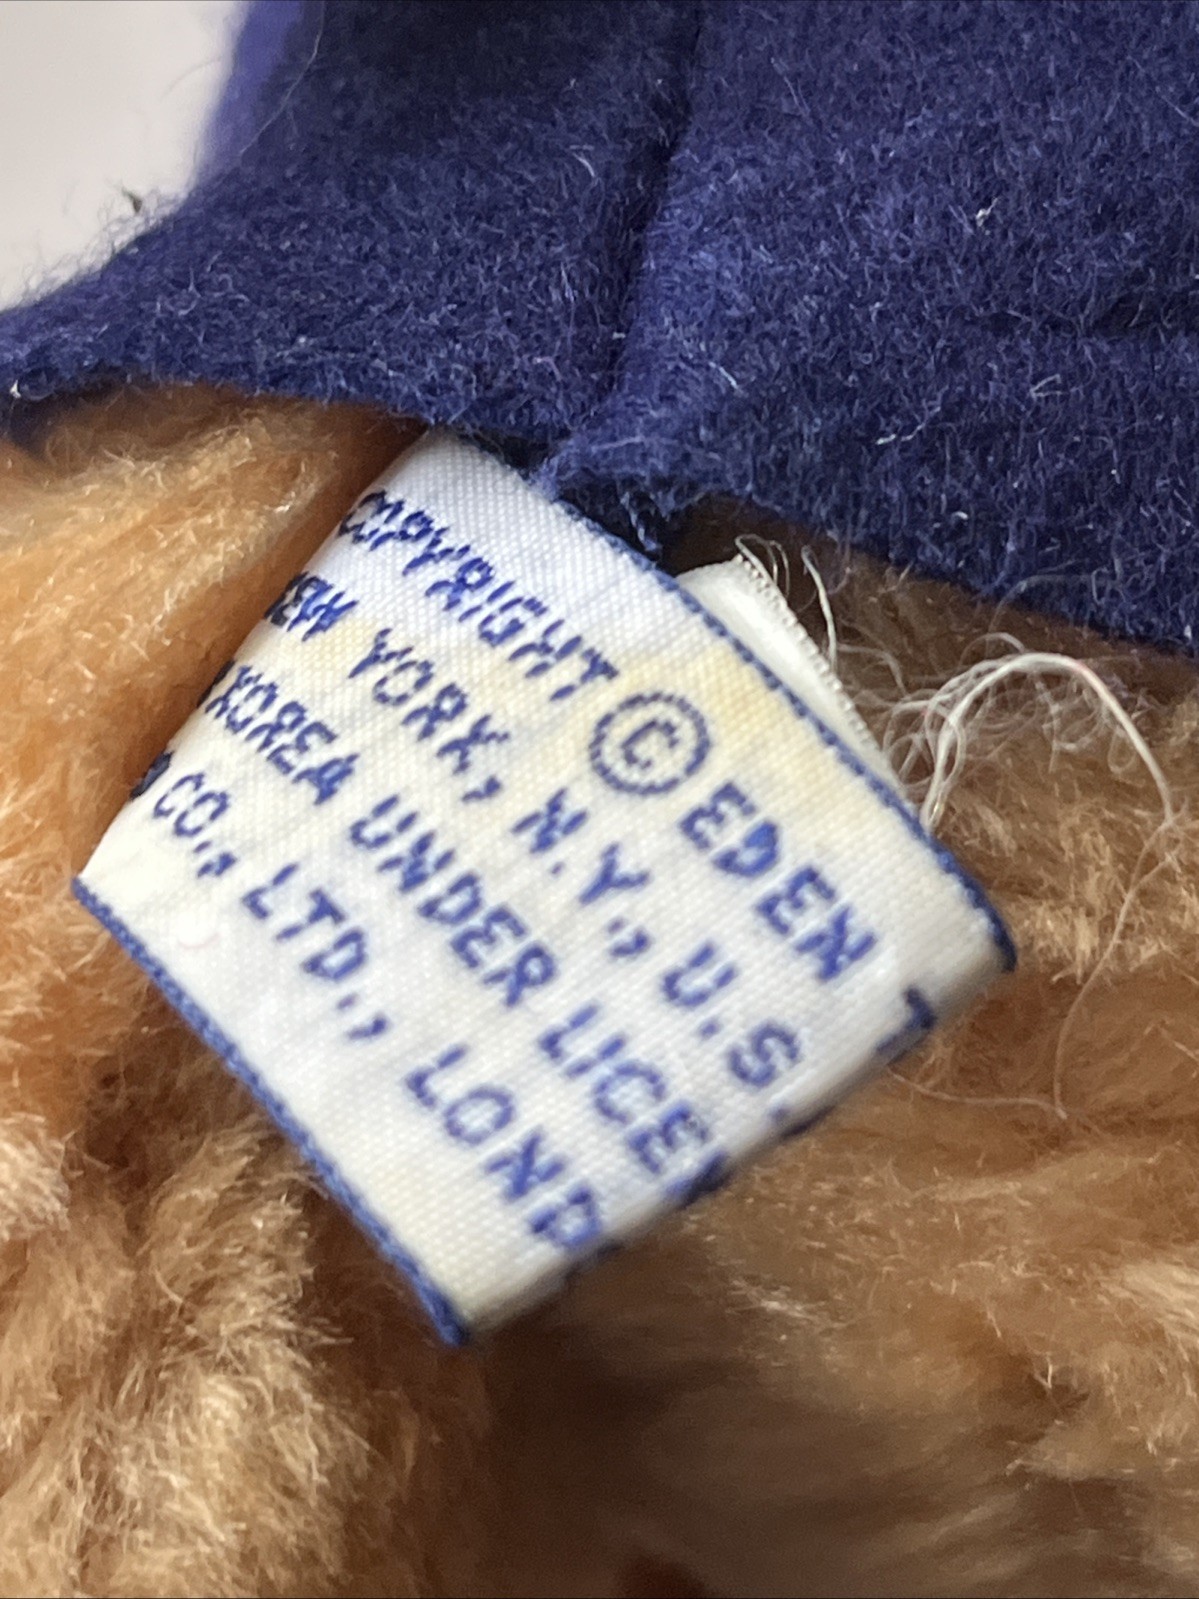 COPYRIGHT © EDEN T
NEW YORK, N.Y., U.S.
KOREA UNDER LICE
CO., LTD., LOND